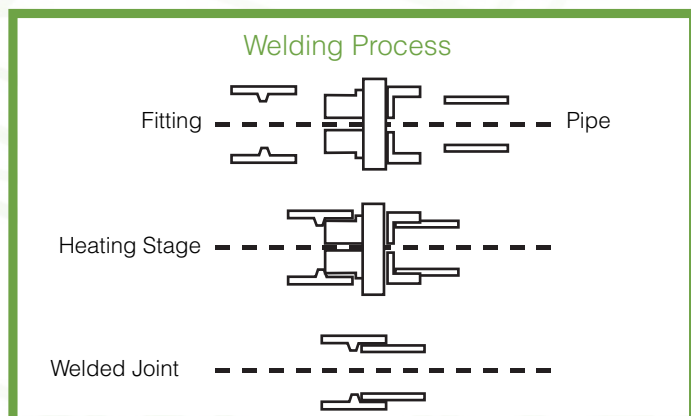 Welding Process
Fitting
Pipe
Heating Stage
Welded Joint